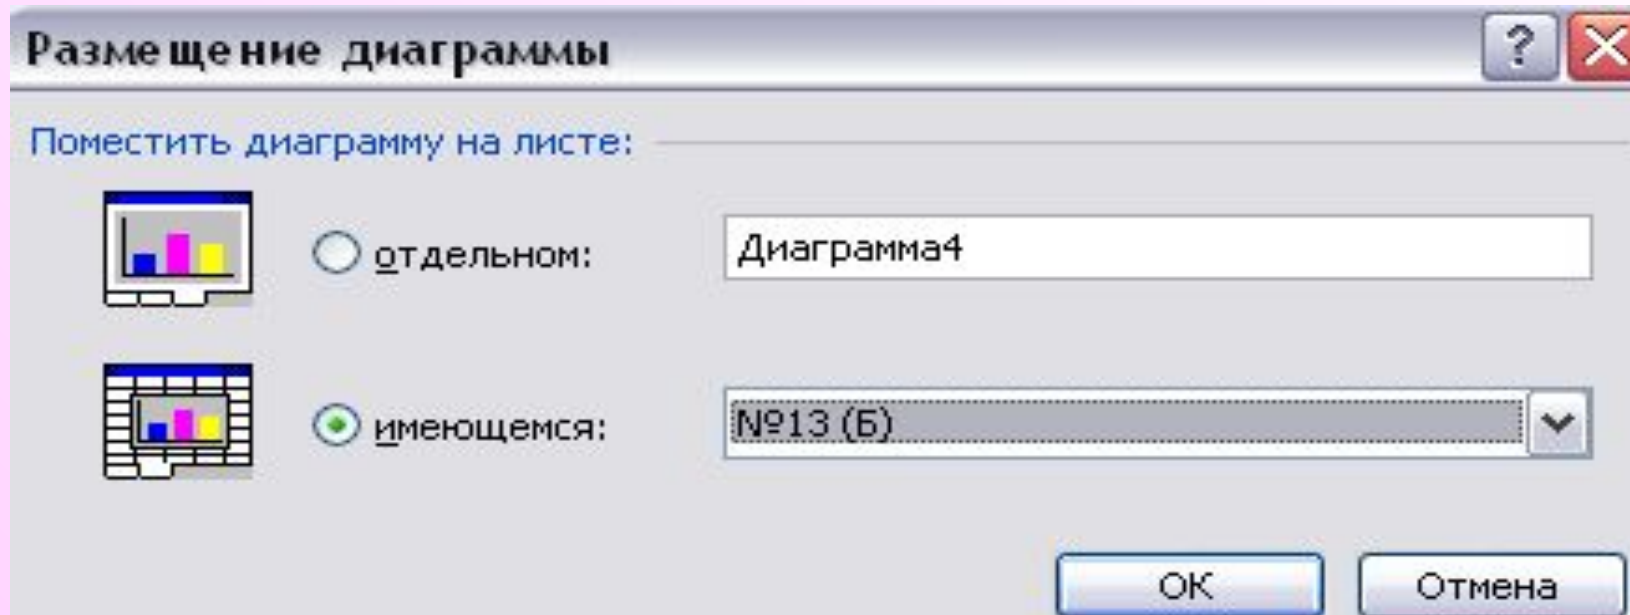 Размещение диаграммы
Поместить диаграмму на листе:
отдельном: Диаграмма4
имеющемся: №13 (Б)
ОК Отмена